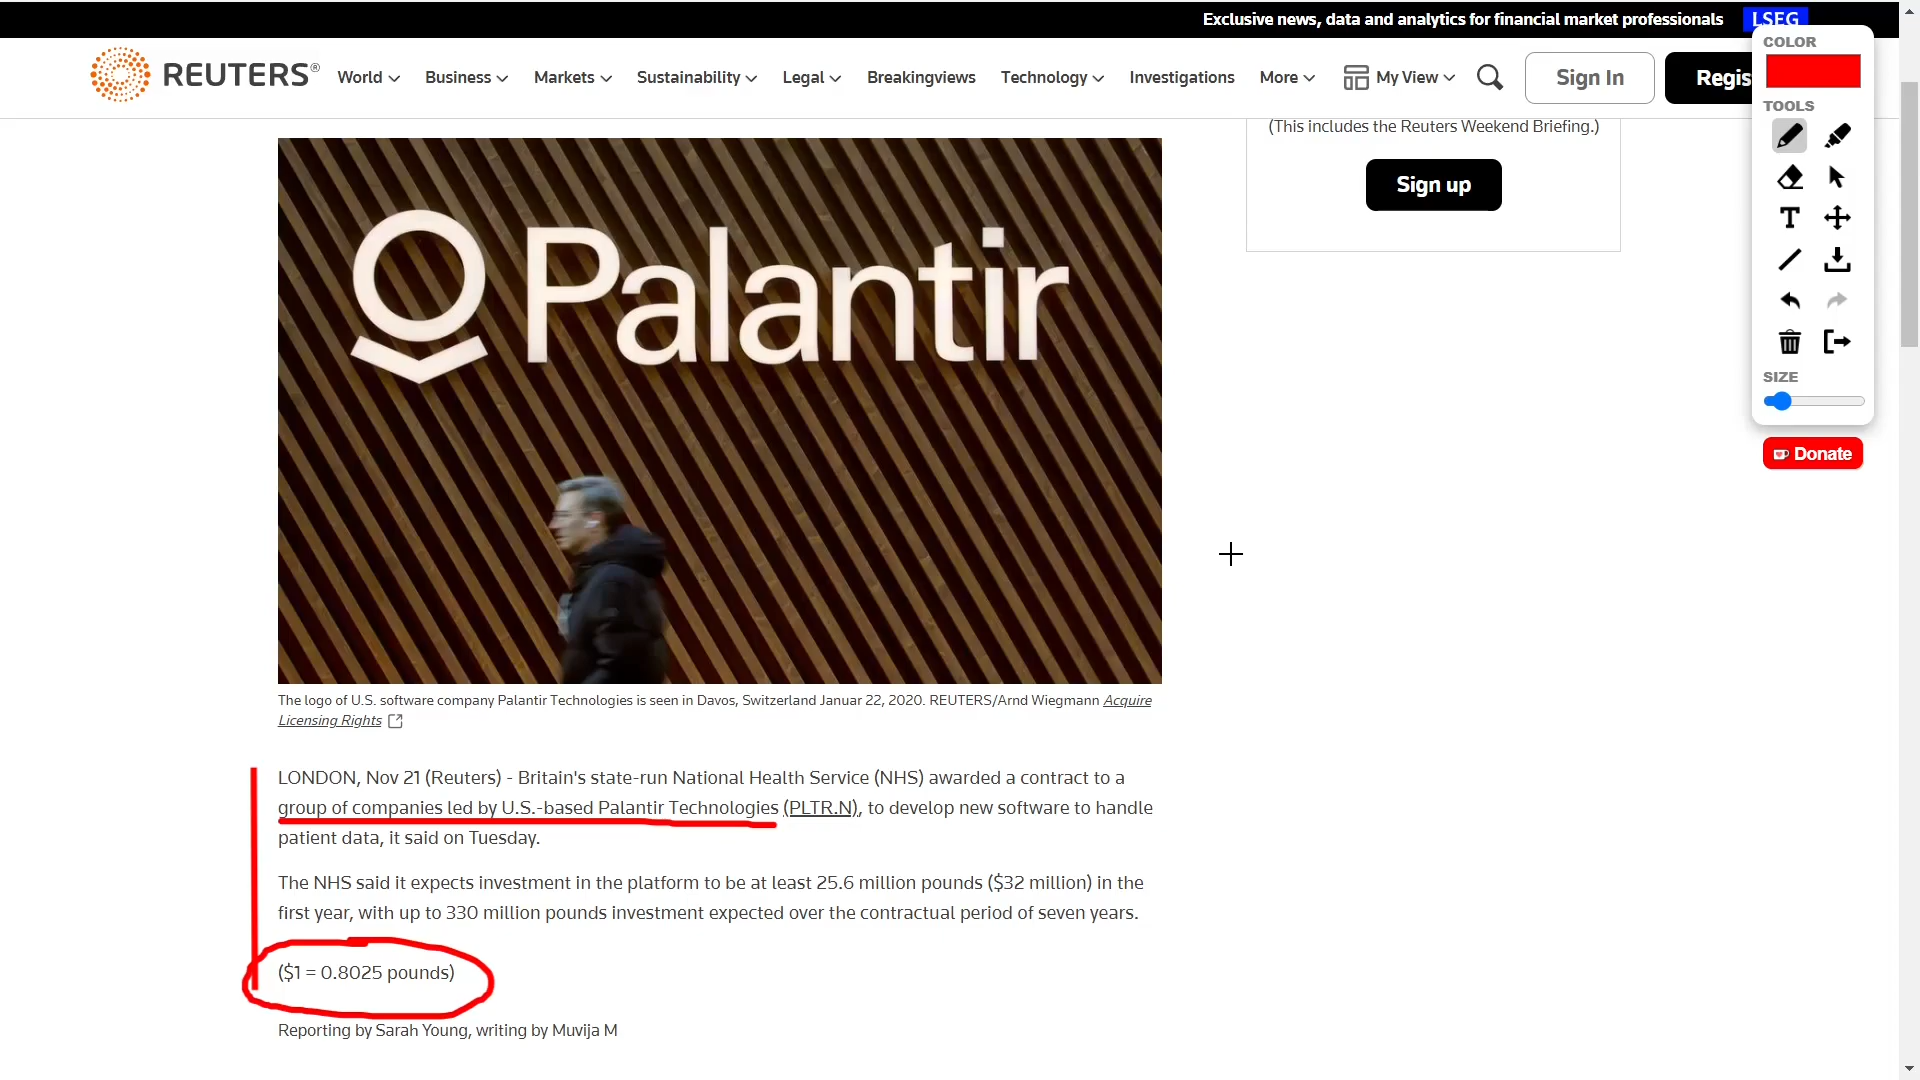 Exclusive news, data and analytics for financial market professionals LSEG
REUTERS® World Business Markets Sustainability Legal Breakingviews Technology Investigations More My View Sign In Regis
COLOR
TOOLS
T
SIZE
Donate
(This includes the Reuters Weekend Briefing.)
Sign up
Palantir
The logo of U.S. software company Palantir Technologies is seen in Davos, Switzerland Januar 22, 2020. REUTERS/Arnd Wiegmann Acquire
Licensing Rights
LONDON, Nov 21 (Reuters) - Britain's state-run National Health Service (NHS) awarded a contract to a
group of companies led by U.S.-based Palantir Technologies (PLTR.N), to develop new software to handle
patient data, it said on Tuesday.
The NHS said it expects investment in the platform to be at least 25.6 million pounds ($32 million) in the
first year, with up to 330 million pounds investment expected over the contractual period of seven years.
($1 = 0.8025 pounds)
Reporting by Sarah Young, writing by Muvija M